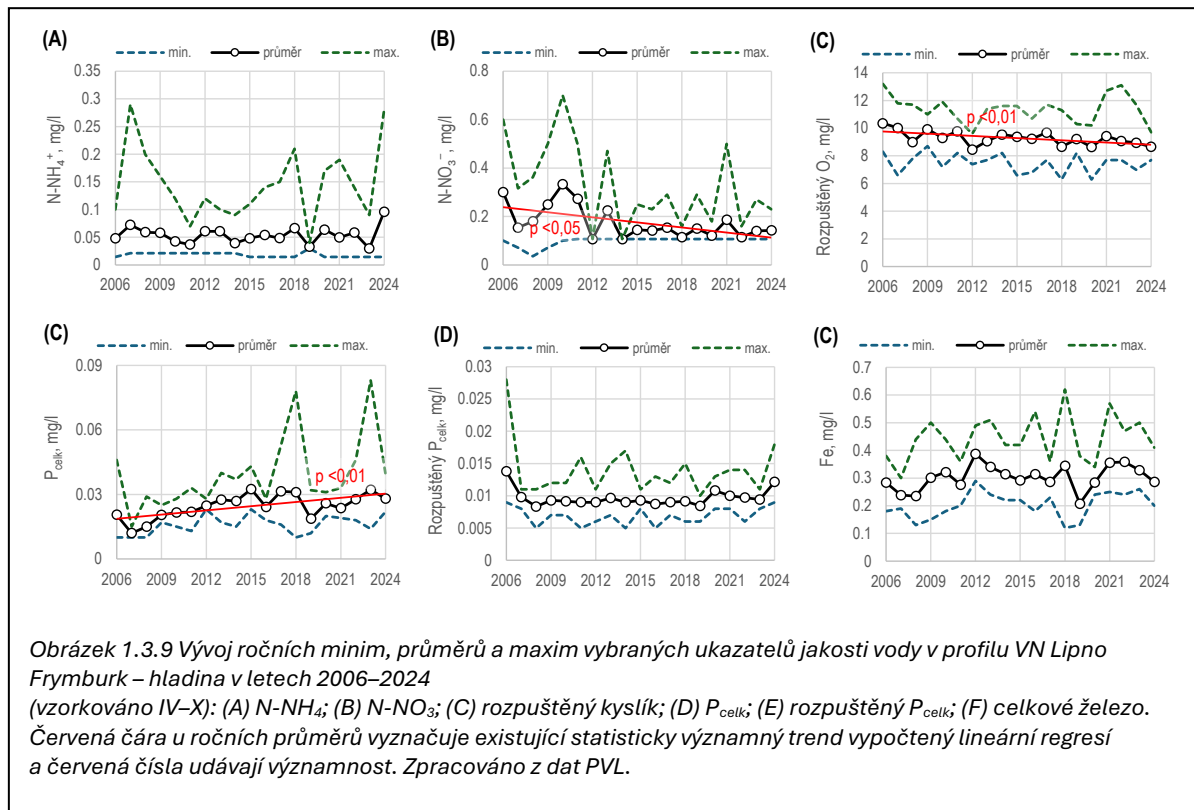 (A)
min. průměr max.
N-NH₄⁺, mg/l
0.35
0.3
0.25
0.2
0.15
0.1
0.05
0
2006 2009 2012 2015 2018 2021 2024
(B)
min. průměr max.
N-NO₃⁻, mg/l
0.8
0.6
0.4
0.2
0
p <0,05
2006 2009 2012 2015 2018 2021 2024
(C)
min. průměr max.
Rozpuštěný O₂, mg/l
14
12
10
8
6
4
2
0
p <0,01
2006 2009 2012 2015 2018 2021 2024
(C)
min. průměr max.
Pcelk, mg/l
0.09
0.06
0.03
0
p <0.01
2006 2009 2012 2015 2018 2021 2024
(D)
min. průměr max.
Rozpuštěný Pcelk, mg/l
0.03
0.025
0.02
0.015
0.01
0.005
0
2006 2009 2012 2015 2018 2021 2024
(C)
min. průměr max.
Fe, mg/l
0.7
0.6
0.5
0.4
0.3
0.2
0.1
0
2006 2009 2012 2015 2018 2021 2024
Obrázek 1.3.9 Vývoj ročních minim, průměrů a maxim vybraných ukazatelů jakosti vody v profilu VN Lipno
Frymburk – hladina v letech 2006–2024
(vzorkováno IV–X): (A) N-NH₄; (B) N-NO₃; (C) rozpuštěný kyslík; (D) Pcelk; (E) rozpuštěný Pcelk; (F) celkové železo.
Červená čára u ročních průměrů vyznačuje existující statisticky významný trend vypočtený lineární regresí
a červená čísla udávají významnost. Zpracováno z dat PVL.